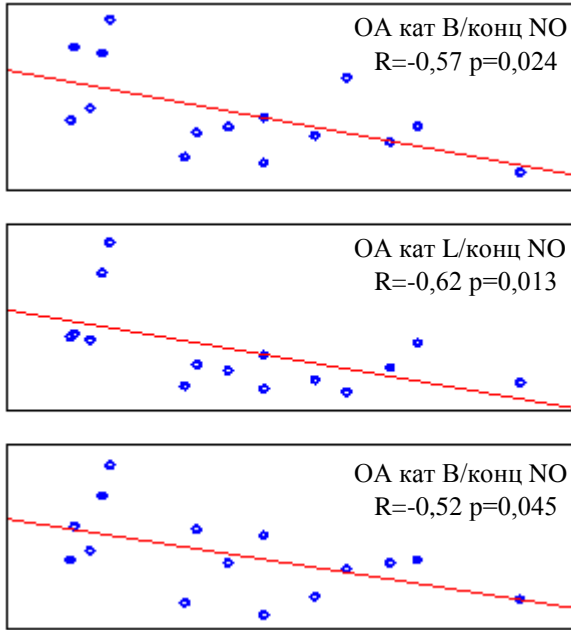 ОА кат B/конц NO
R=-0,57 p=0,024
ОА кат L/конц NO
R=-0,62 p=0,013
ОА кат B/конц NO
R=-0,52 p=0,045